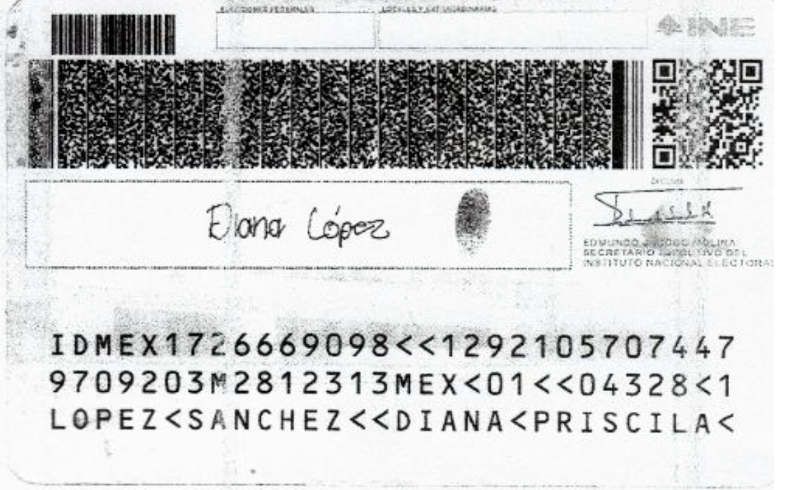 ELECCIONES FEDERALES LOCALES Y EXTRAORDINARIAS
INE
Diana López
EDMUNDO JACOBO MOLINA
SECRETARIO EJECUTIVO DEL
INSTITUTO NACIONAL ELECTORAL
IDMEX1726669098<<1292105707447
9709203M2812313MEX<01<<04328<1
LOPEZ<SANCHEZ<<DIANA<PRISCILA<